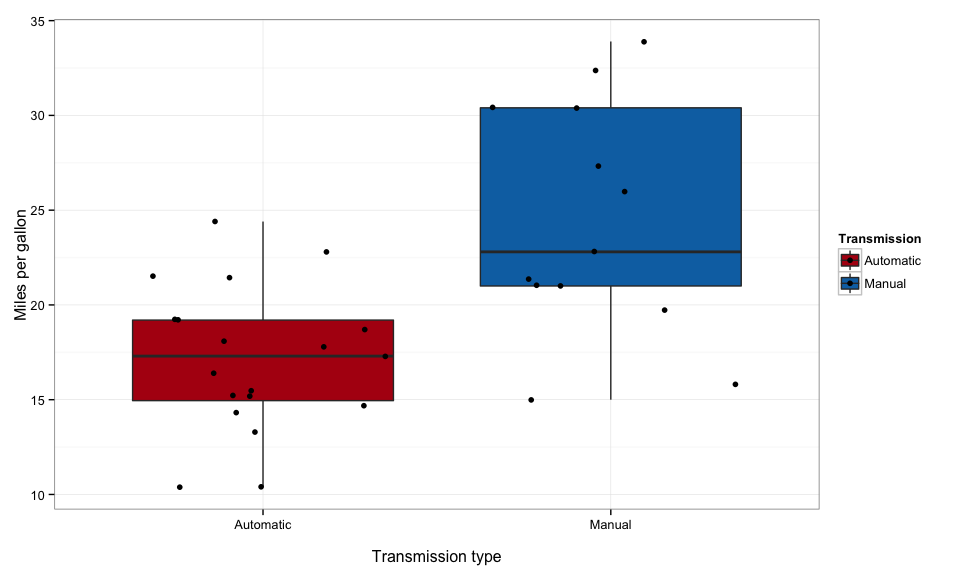 35
30
25
20
15
10
Miles per gallon
Automatic
Manual
Transmission type
Transmission
Automatic
Manual